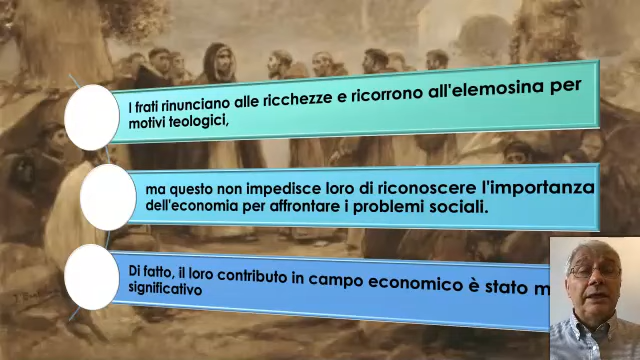 I frati rinunciano alle ricchezze e ricorrono all'elemosina per
motivi teologici,
ma questo non impedisce loro di riconoscere l'importanza
dell'economia per affrontare i problemi sociali.
Di fatto, il loro contributo in campo economico è stato
significativo